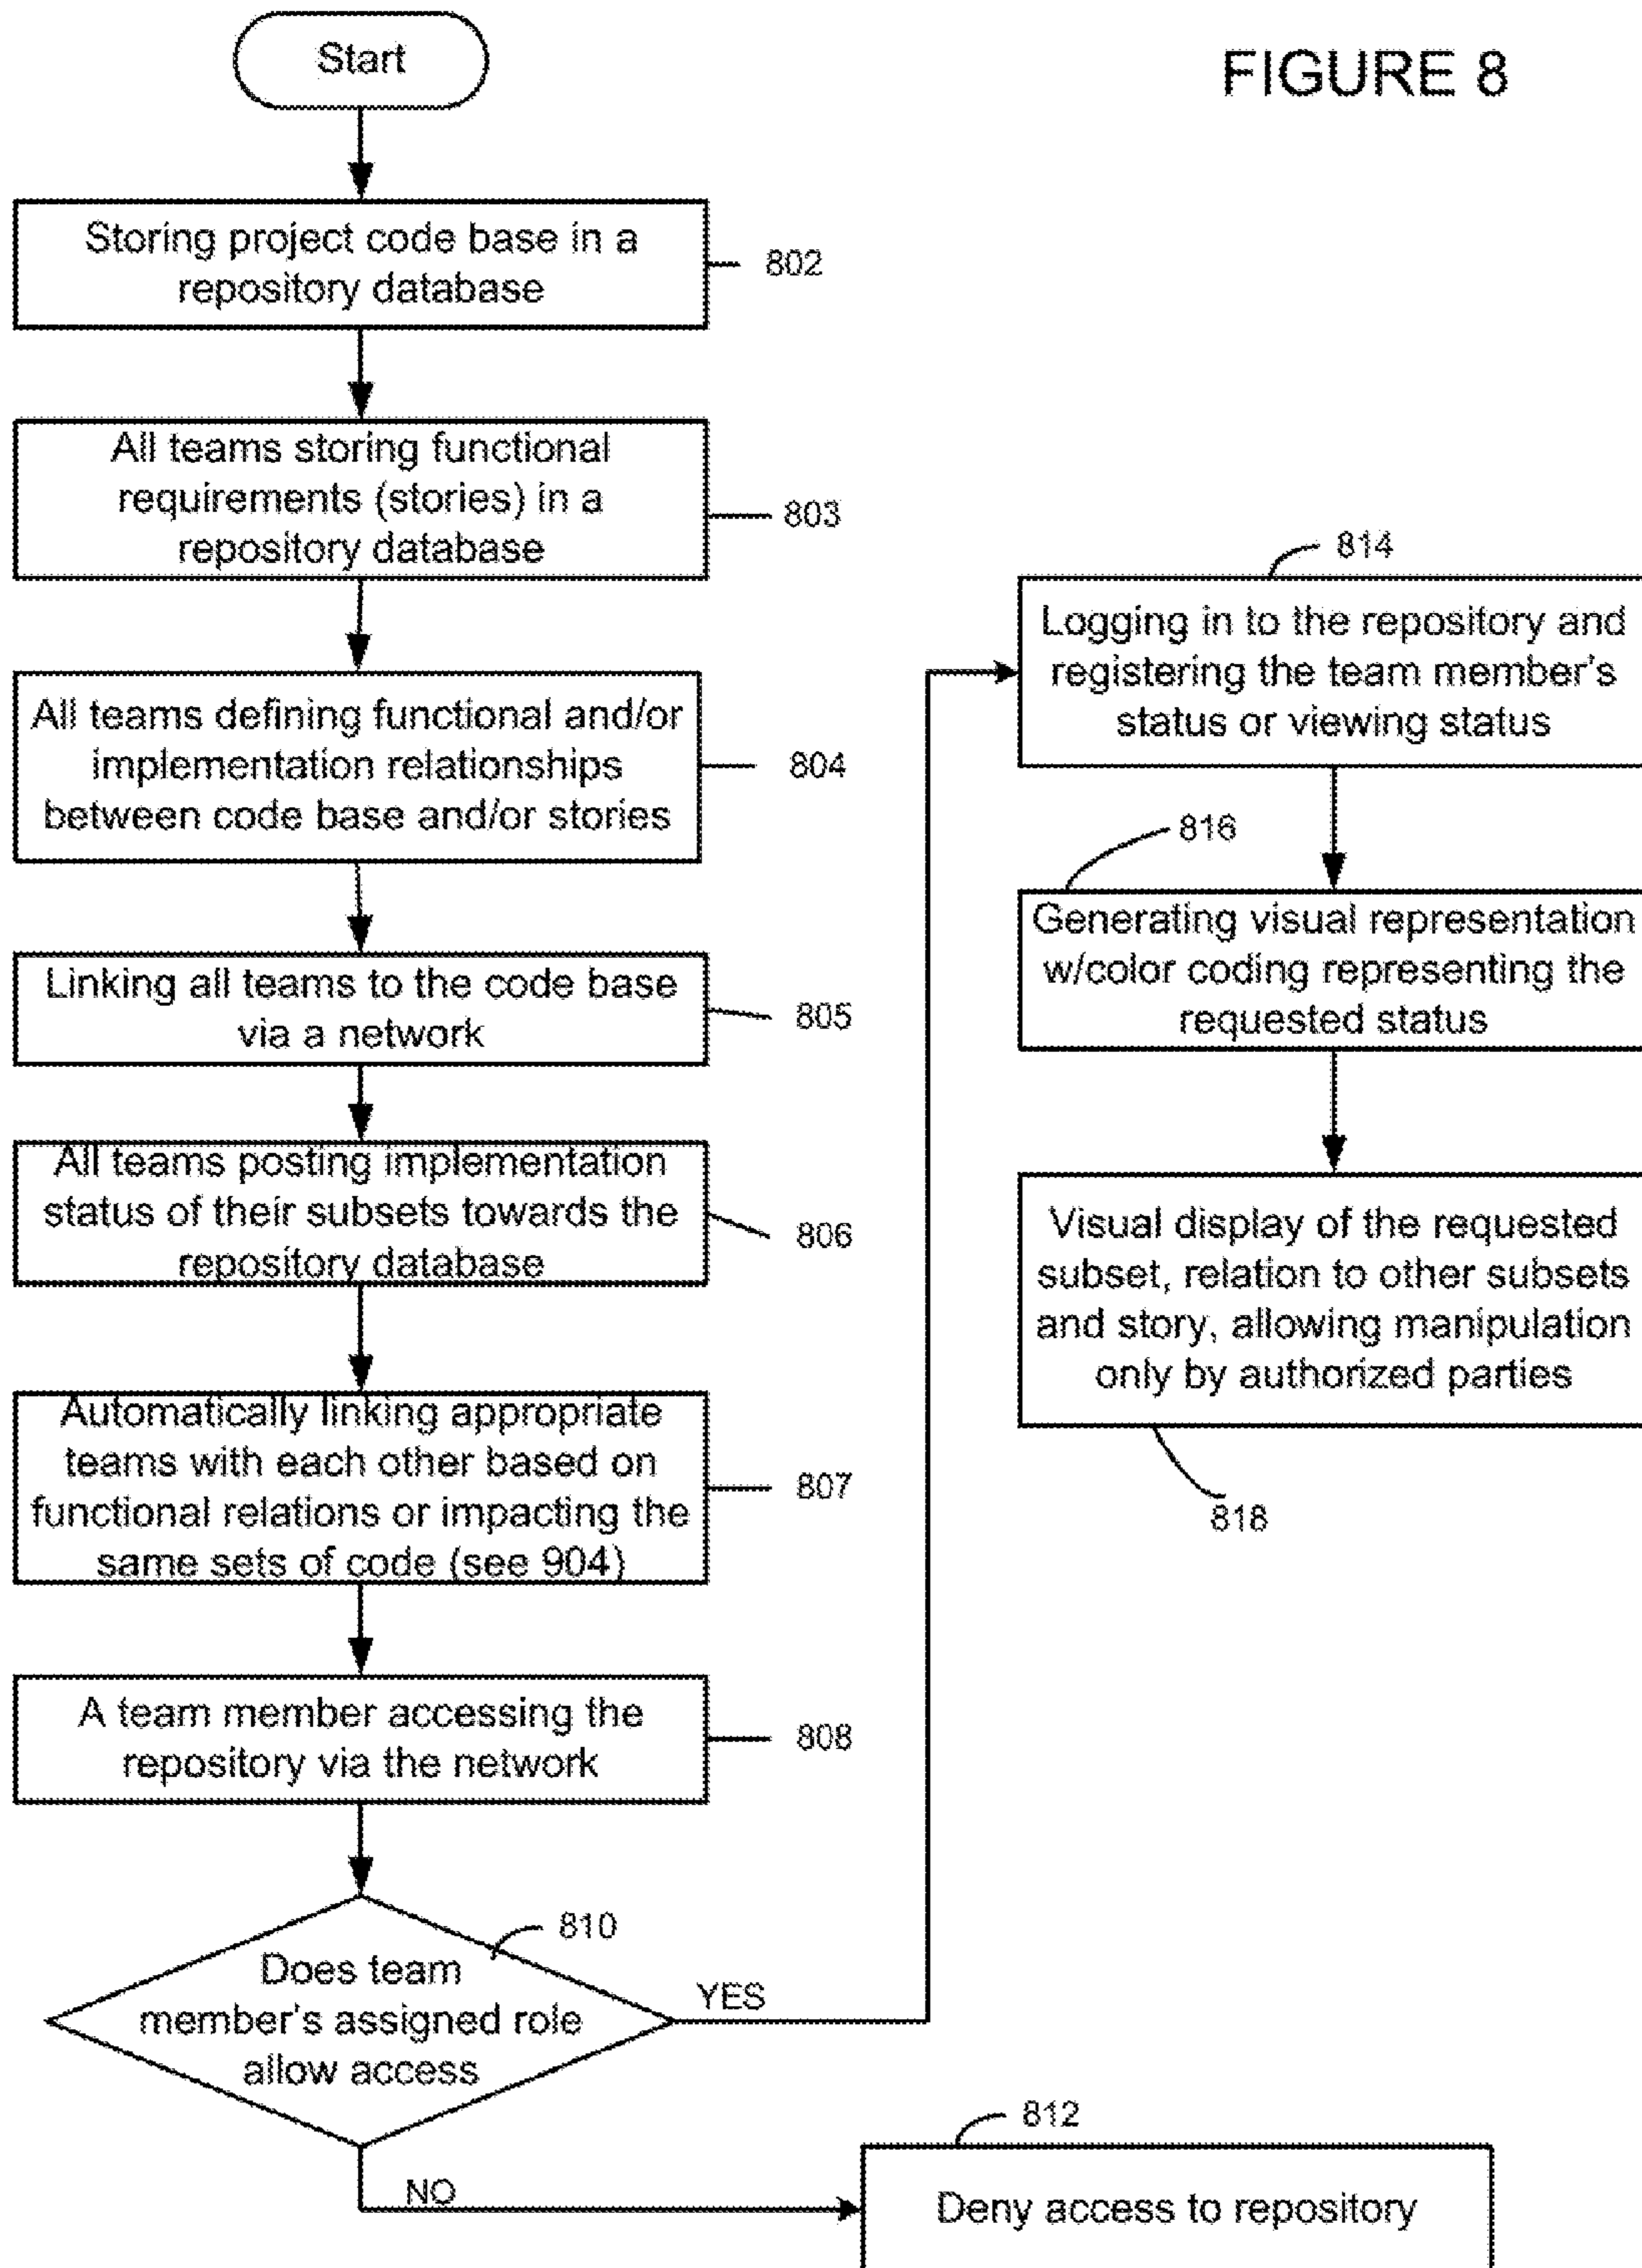 Start
FIGURE 8
Storing project code base in a
repository database
802
All teams storing functional
requirements (stories) in a
repository database
803
All teams defining functional and/or
implementation relationships
between code base and/or stories
804
Linking all teams to the code base
via a network
805
All teams posting implementation
status of their subsets towards the
repository database
806
Automatically linking appropriate
teams with each other based on
functional relations or impacting the
same sets of code (see 904)
807
A team member accessing the
repository via the network
808
810
Does team
member's assigned role
allow access
YES
NO
812
Deny access to repository
814
Logging in to the repository and
registering the team member's
status or viewing status
816
Generating visual representation
w/color coding representing the
requested status
Visual display of the requested
subset, relation to other subsets
and story, allowing manipulation
only by authorized parties
818